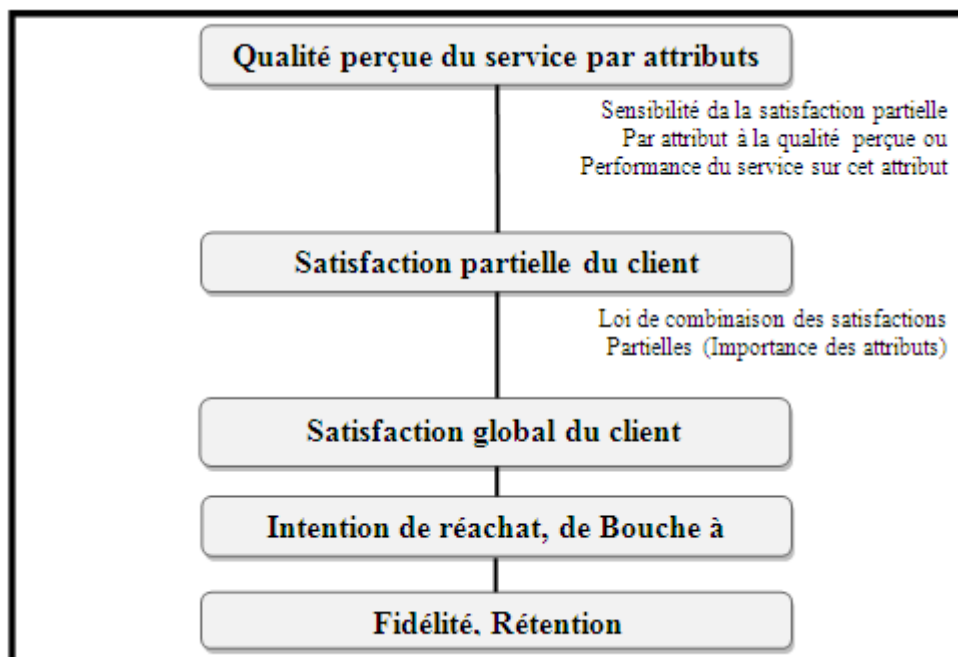 Qualité perçue du service par attributs
Sensibilité da la satisfaction partielle
Par attribut à la qualité perçue ou
Performance du service sur cet attribut
Satisfaction partielle du client
Loi de combinaison des satisfactions
Partielles (Importance des attributs)
Satisfaction global du client
Intention de réachat, de Bouche à
Fidélité. Rétention